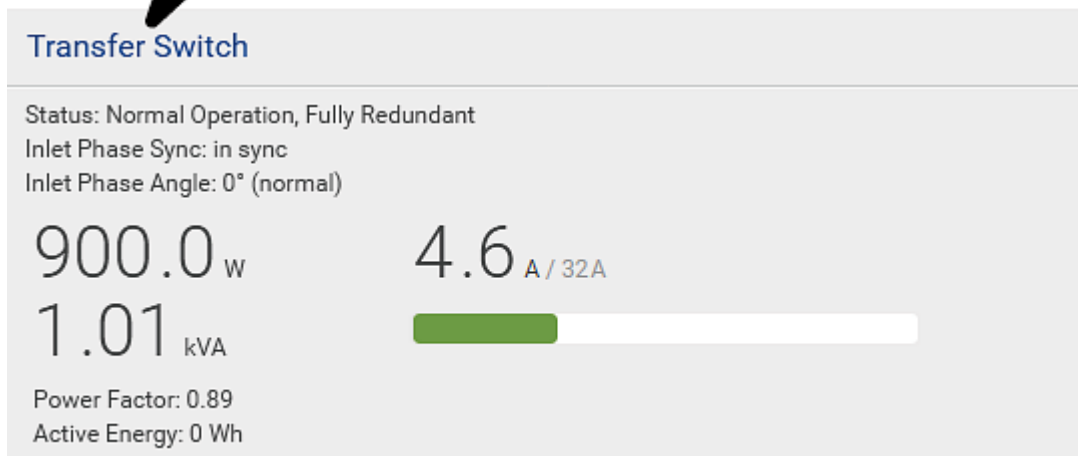 Transfer Switch
Status: Normal Operation, Fully Redundant
Inlet Phase Sync: in sync
Inlet Phase Angle: 0° (normal)
900.0 W
4.6 A / 32A
1.01 kVA
Power Factor: 0.89
Active Energy: 0 Wh